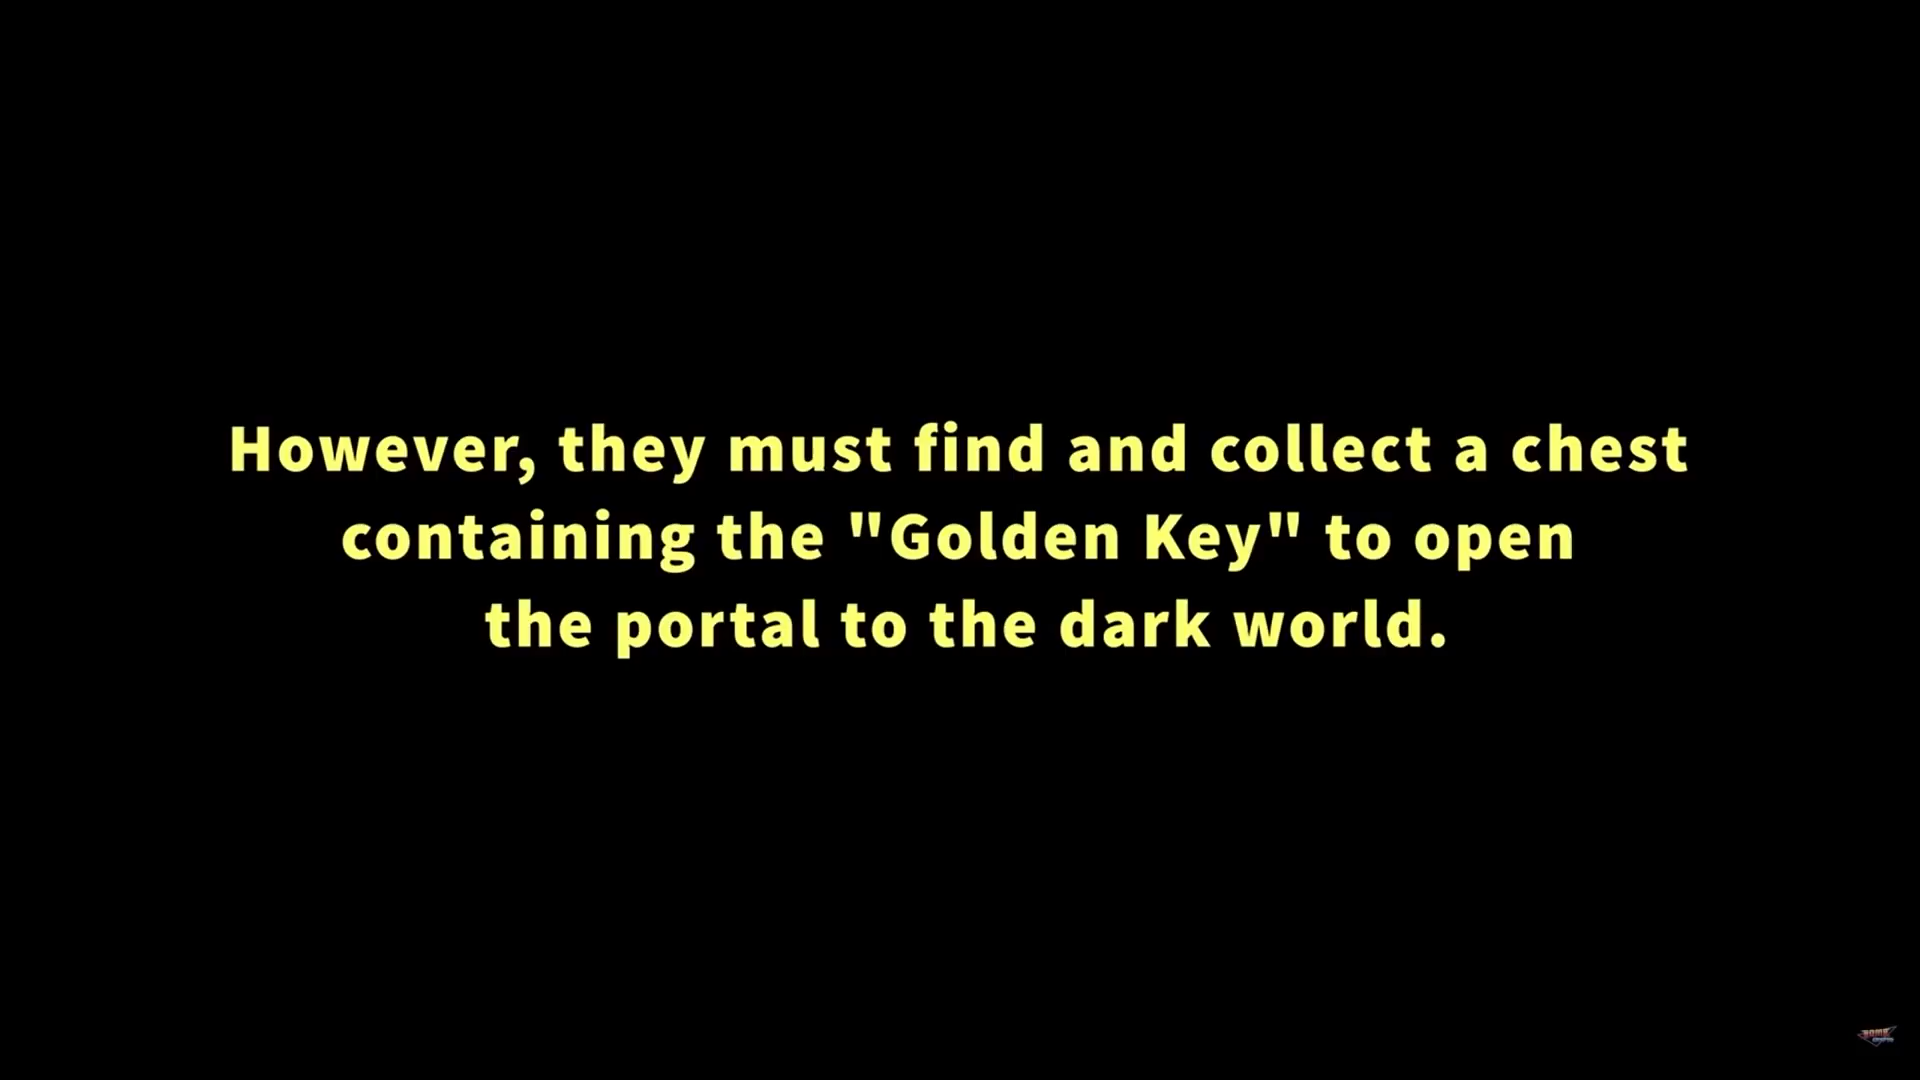 However, they must find and collect a chest
containing the "Golden Key" to open
the portal to the dark world.